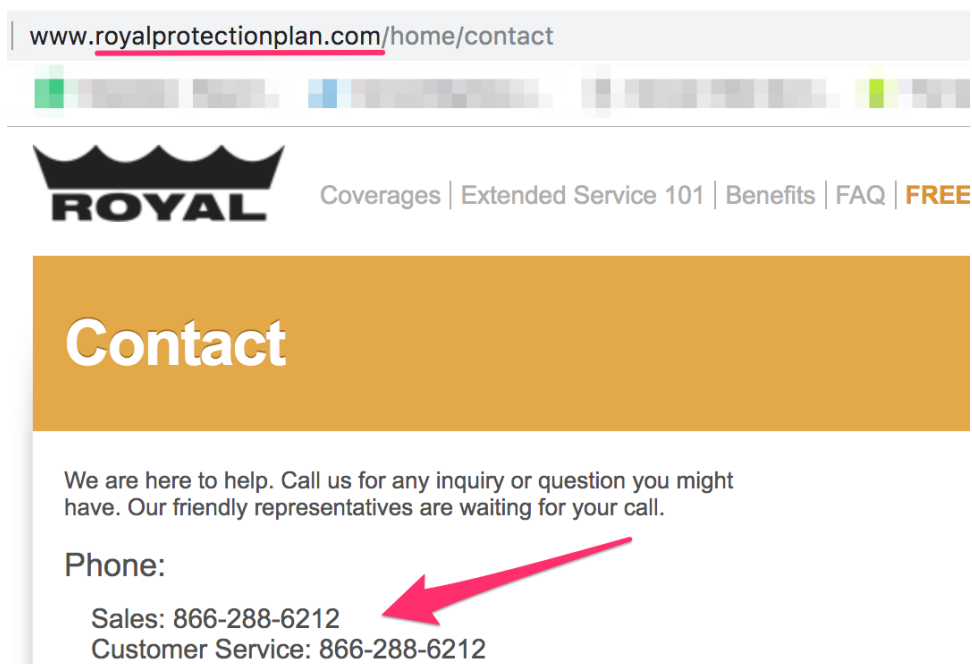 www.royalprotectionplan.com/home/contact
ROYAL
Coverages | Extended Service 101 | Benefits | FAQ | FREE
Contact
We are here to help. Call us for any inquiry or question you might
have. Our friendly representatives are waiting for your call.
Phone:
Sales: 866-288-6212
Customer Service: 866-288-6212